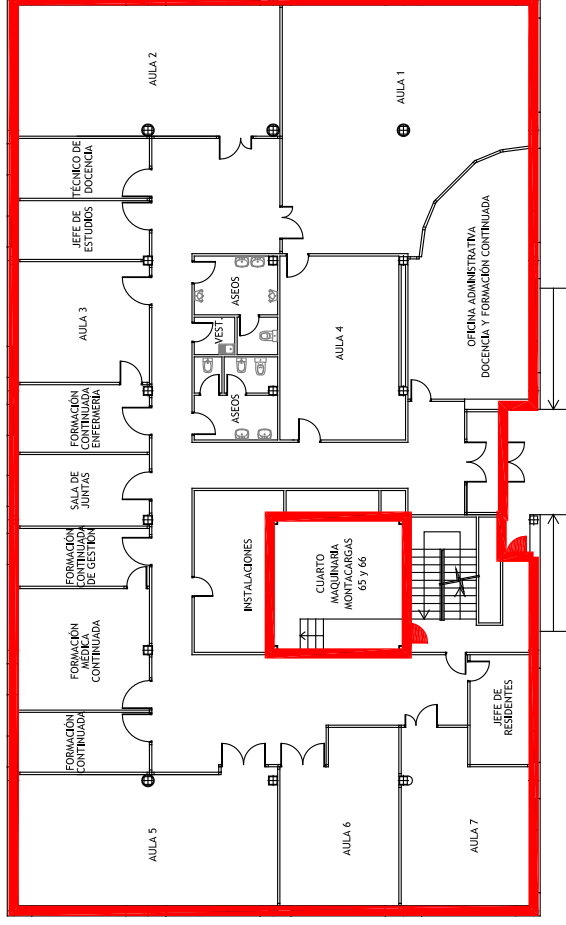 AULA 2
AULA 1
TÉCNICO DE
DOCENCIA
JEFE DE
ESTUDIOS
AULA 3
ASEOS
VEST.
ASEOS
AULA 4
OFICINA ADMINISTRATIVA
DOCENCIA Y FORMACIÓN CONTINUADA
FORMACIÓN
CONTINUADA
ENFERMERIA
SALA DE
JUNTAS
FORMACIÓN
CONTINUADA
DE GESTIÓN
INSTALACIONES
CUARTO
MAQUINARIA
MONTACARGAS
65 y 66
FORMACIÓN
MÉDICA
CONTINUADA
FORMACIÓN
CONTINUADA
JEFE DE
RESIDENTES
AULA 5
AULA 6
AULA 7